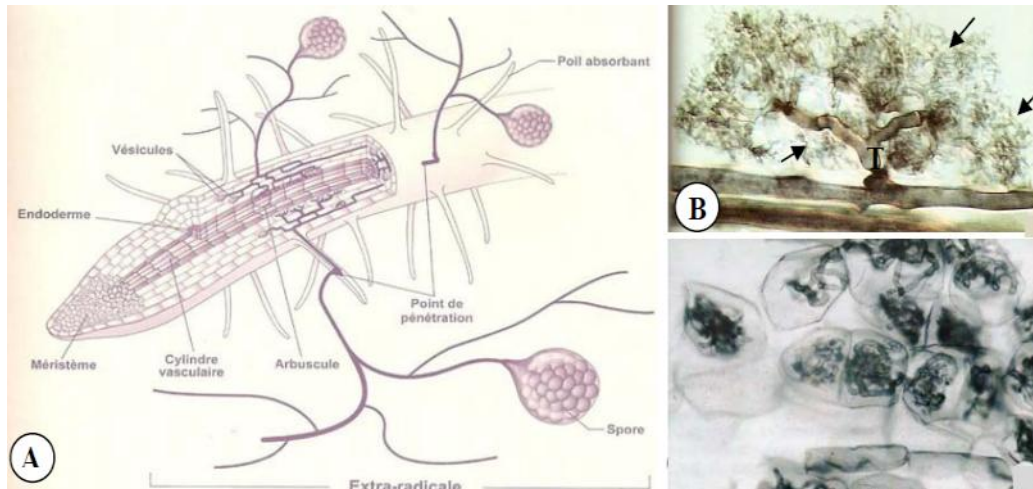 Poil absorbant
Vésicules
Endoderme
Point de
pénétration
Méristème
Cylindre
vasculaire
Arbuscule
Spore
A
Extra-radicale
B
T